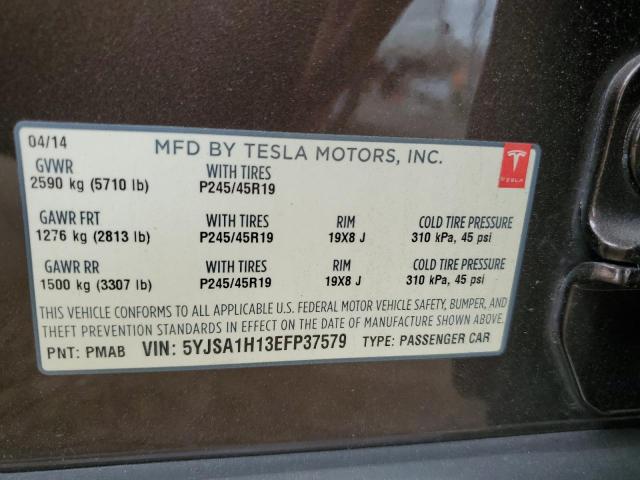 04/14 MFD BY TESLA MOTORS, INC.
TESLA
GVWR WITH TIRES
2590 kg (5710 lb) P245/45R19
GAWR FRT WITH TIRES RIM COLD TIRE PRESSURE
1276 kg (2813 lb) P245/45R19 19X8 J 310 kPa, 45 psi
GAWR RR WITH TIRES RIM COLD TIRE PRESSURE
1500 kg (3307 lb) P245/45R19 19X8 J 310 kPa, 45 psi
THIS VEHICLE CONFORMS TO ALL APPLICABLE U.S. FEDERAL MOTOR VEHICLE SAFETY, BUMPER, AND
THEFT PREVENTION STANDARDS IN EFFECT ON THE DATE OF MANUFACTURE SHOWN ABOVE.
PNT: PMAB VIN: 5YJSA1H13EFP37579 TYPE: PASSENGER CAR